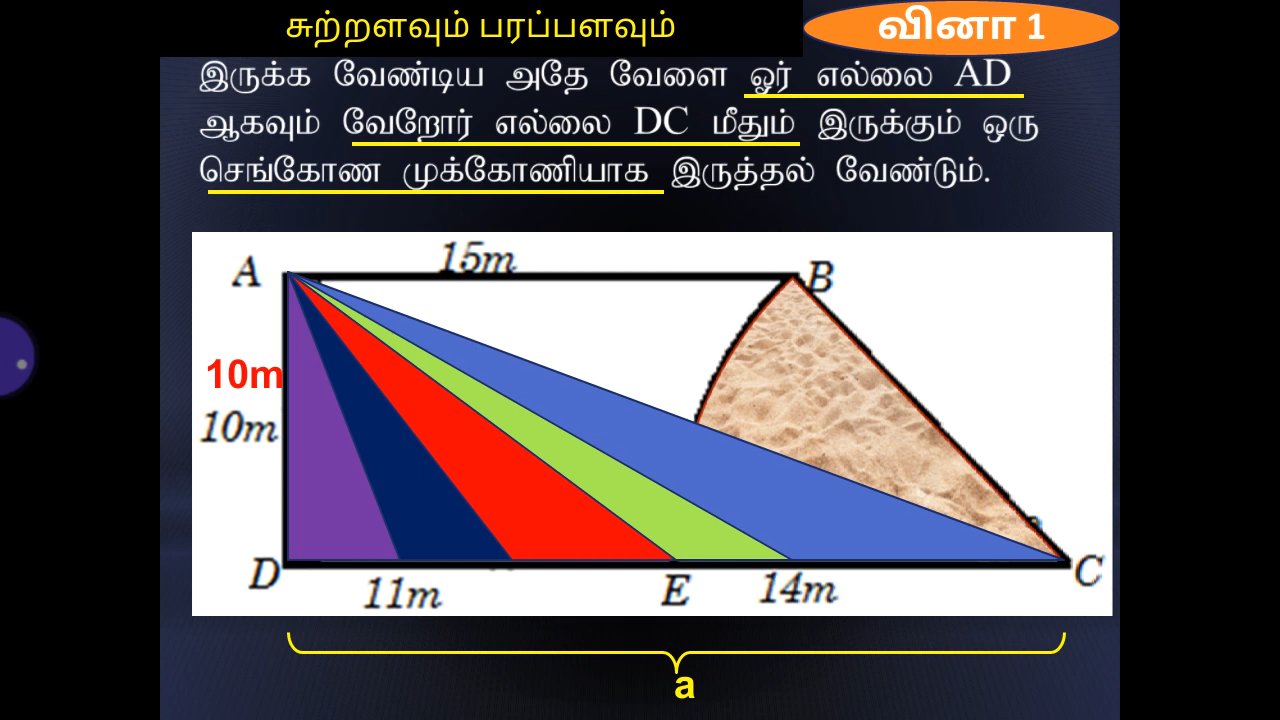 சுற்றளவும் பரப்பளவும்
வினா 1
இருக்க வேண்டிய அதே வேளை ஓர் எல்லை AD
ஆகவும் வேறோர் எல்லை DC மீதும் இருக்கும் ஒரு
செங்கோண முக்கோணியாக இருத்தல் வேண்டும்.
15m
A
B
10m
10m
D
11m
E
14m
C
a